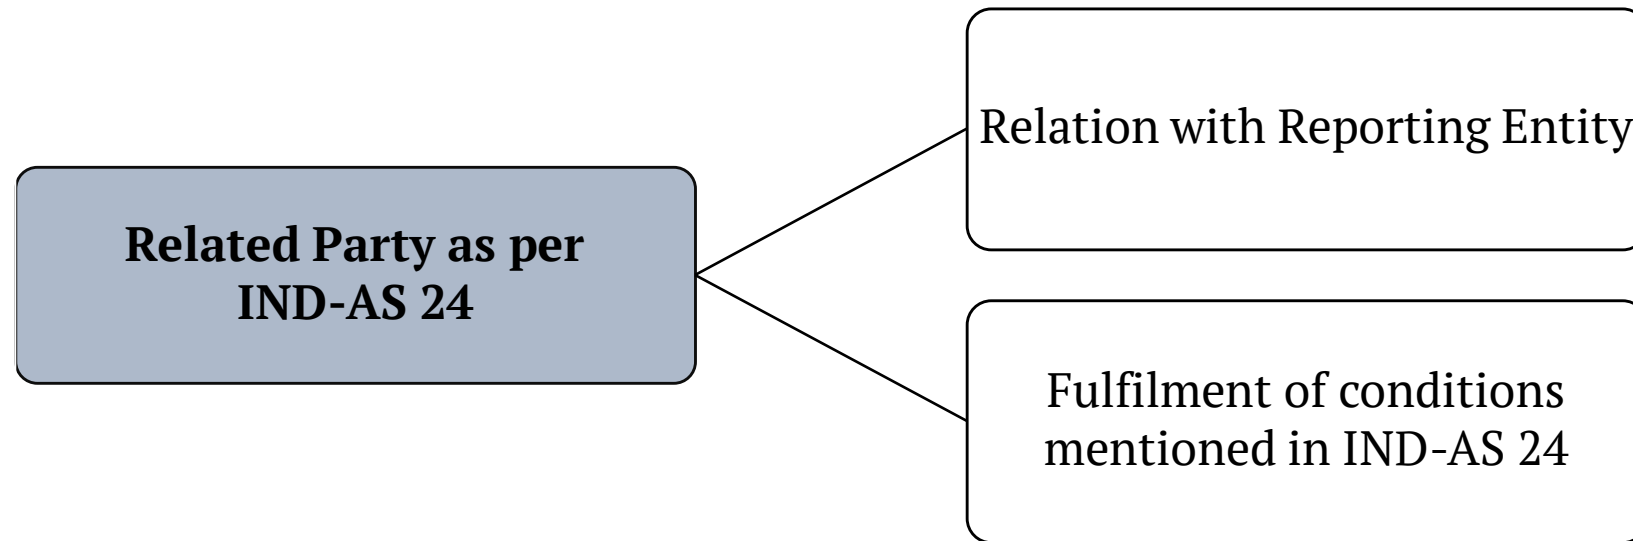 Related Party as per
IND-AS 24
Relation with Reporting Entity
Fulfilment of conditions
mentioned in IND-AS 24